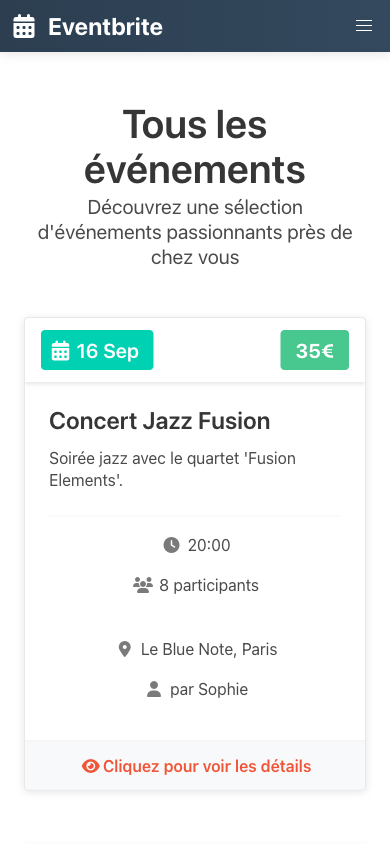 Eventbrite
Tous les
événements
Découvrez une sélection
d'événements passionnants près de
chez vous
16 Sep
35€
Concert Jazz Fusion
Soirée jazz avec le quartet 'Fusion
Elements'.
20:00
8 participants
Le Blue Note, Paris
par Sophie
Cliquez pour voir les détails